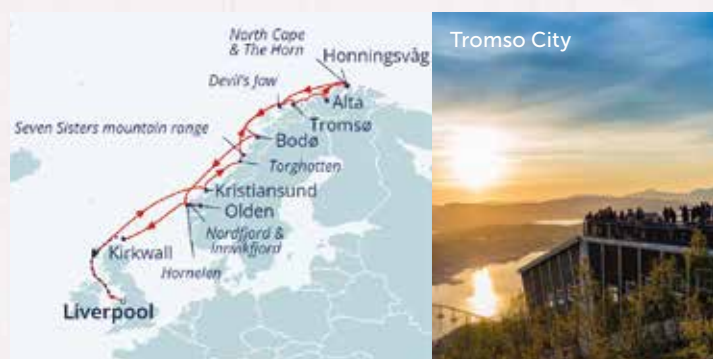 North Cape
& The Horn
Honningsvåg
Devil's Jaw
Alta
Tromsø
Seven Sisters mountain range
Bodø
Torghatten
Kristiansund
Olden
Nordfjord &
Innvikfjord
Kirkwall
Hornelen
Liverpool
Tromso City